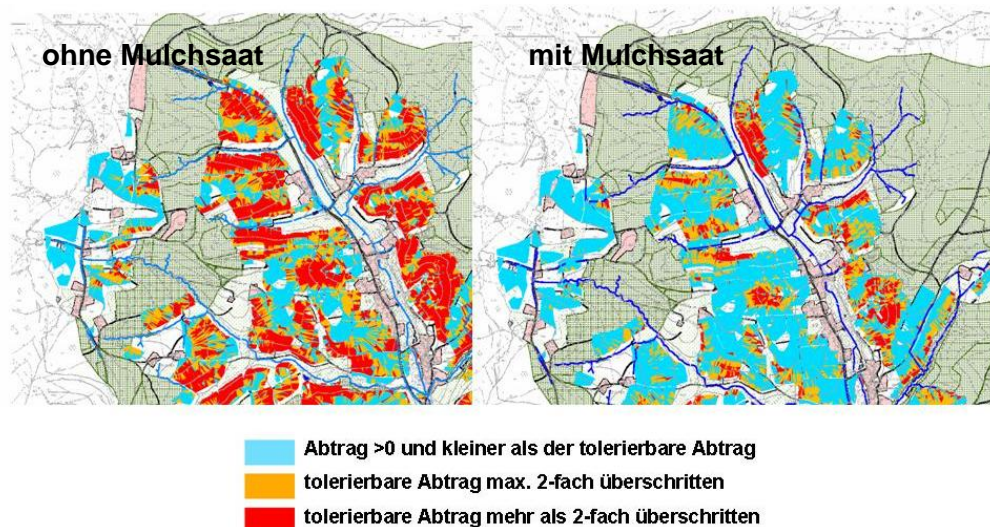 ohne Mulchsaat
mit Mulchsaat
Abtrag >0 und kleiner als der tolerierbare Abtrag
tolerierbare Abtrag max. 2-fach überschritten
tolerierbare Abtrag mehr als 2-fach überschritten